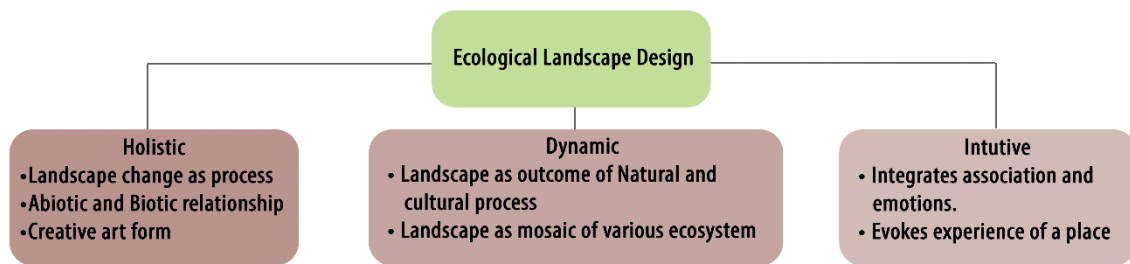 Ecological Landscape Design
Holistic
•Landscape change as process
•Abiotic and Biotic relationship
•Creative art form
Dynamic
• Landscape as outcome of Natural and
cultural process
• Landscape as mosaic of various ecosystem
Intutive
• Integrates association and
emotions.
• Evokes experience of a place